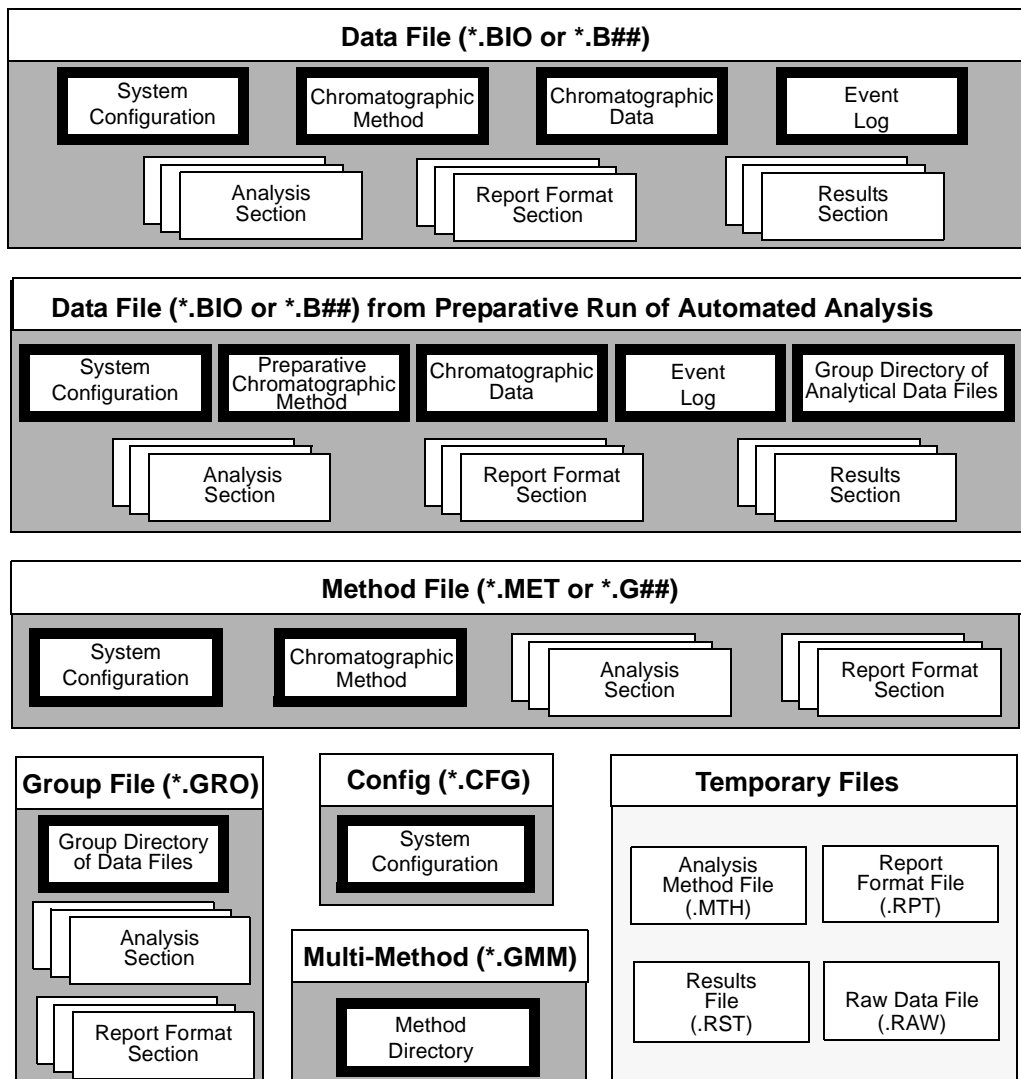 Data File (*.BIO or *.B##)
System
Configuration
Chromatographic
Method
Chromatographic
Data
Event
Log
Analysis
Section
Report Format
Section
Results
Section
Data File (*.BIO or *.B##) from Preparative Run of Automated Analysis
System
Configuration
Preparative
Chromatographic
Method
Chromatographic
Data
Event
Log
Group Directory of
Analytical Data Files
Analysis
Section
Report Format
Section
Results
Section
Method File (*.MET or *.G##)
System
Configuration
Chromatographic
Method
Analysis
Section
Report Format
Section
Group File (*.GRO)
Group Directory
of Data Files
Analysis
Section
Report Format
Section
Config (*.CFG)
System
Configuration
Multi-Method (*.GMM)
Method
Directory
Temporary Files
Analysis
Method File
(.MTH)
Report
Format File
(.RPT)
Results
File
(.RST)
Raw Data File
(.RAW)